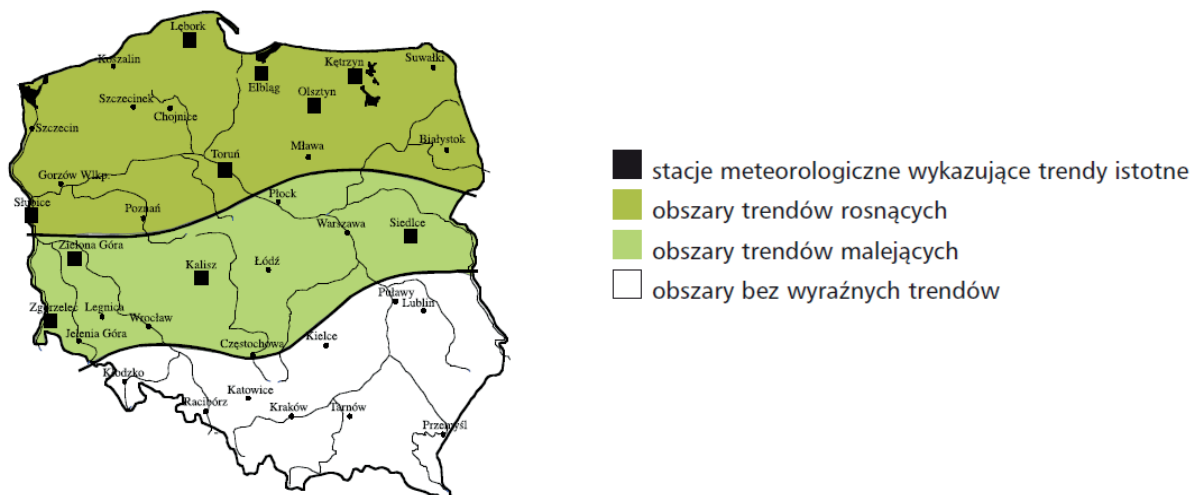 Lębork
Koszalin
Suwałki
Kętrzyn
Elbląg
Olsztyn
Szczecinek
Chojnice
Szczecin
Białystok
Mława
Toruń
Gorzów Wlkp.
Płock
Słubice
Poznań
Warszawa
Siedlce
Zielona Góra
Kalisz
Łódź
Puławy
Lublin
Zgorzelec
Legnica
Wrocław
Jelenia Góra
Częstochowa
Kielce
Kłodzko
Katowice
Racibórz
Kraków
Tarnów
Przemyśl
stacje meteorologiczne wykazujące trendy istotne
obszary trendów rosnących
obszary trendów malejących
obszary bez wyraźnych trendów